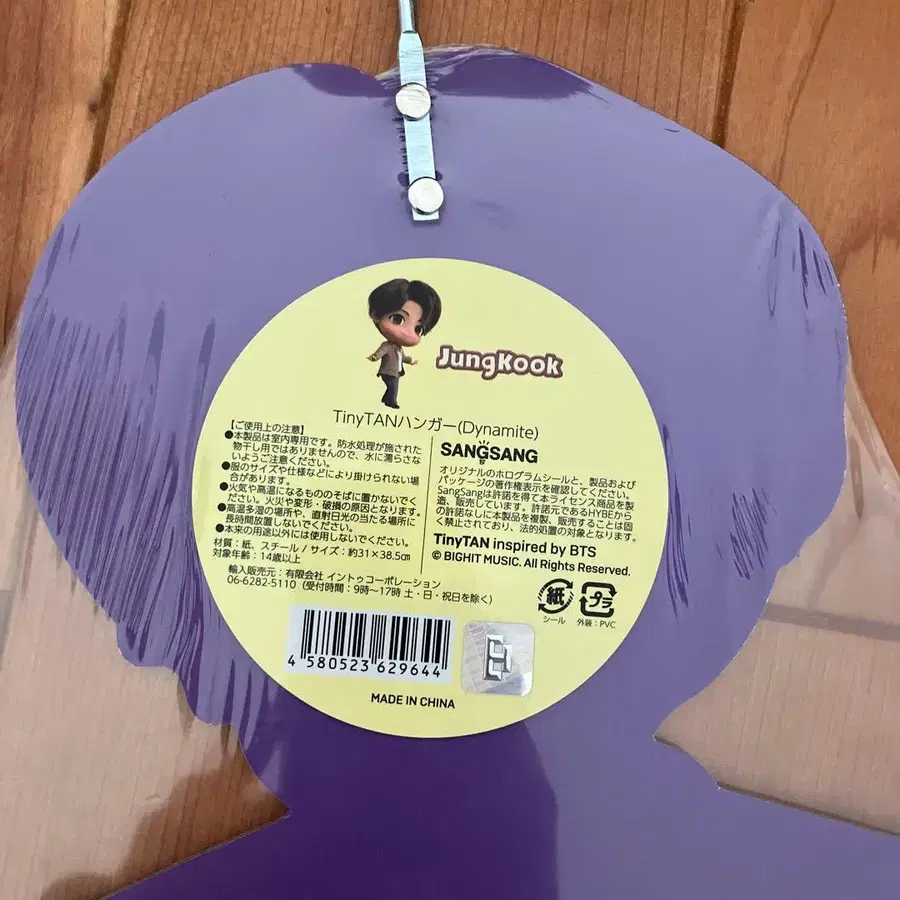 JungKook
TinyTANハンガー(Dynamite)
【ご使用上の注意】
●本製品は室内専用です。防水処理が施された
物干し用ではありませんので、水に濡らさな
いようご注意ください。
●服のサイズや仕様などにより掛けられない場
合があります。
●火気や高温になるもののそばに置かないでく
ださい。火災や変形・破損の原因となります。
●高温多湿の場所や、直射日光の当たる場所に
長時間放置しないでください。
●本来の用途以外には使用しないでください。
材質：紙、スチール / サイズ：約31×38.5㎝
対象年齢：14歳以上
SANGSANG
オリジナルのホログラムシールと、製品および
パッケージの著作権表示を確認してください。
SangSangは許諾を得て本ライセンス商品を製
造、販売しています。許諾元であるHYBEから
の許諾なしに本製品を複製、販売することは固
く禁止されており、法的処置の対象となります。
TinyTAN inspired by BTS
© BIGHIT MUSIC. All Rights Reserved.
輸入販売元：有限会社 イントゥコーポレーション
06-6282-5110（受付時間：9時～17時 土・日・祝日を除く）
紙
シール
プラ
外装：PVC
4 580523 629644
MADE IN CHINA